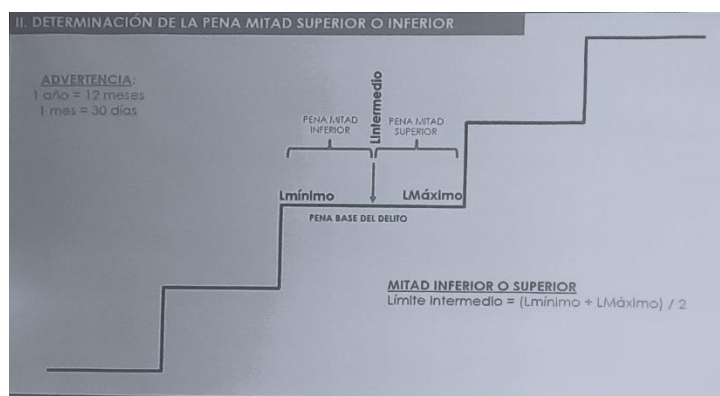 II. DETERMINACIÓN DE LA PENA MITAD SUPERIOR O INFERIOR
ADVERTENCIA:
1 año = 12 meses
1 mes = 30 días
Lintermedio
PENA MITAD
INFERIOR
PENA MITAD
SUPERIOR
Lmínimo
LMáximo
PENA BASE DEL DELITO
MITAD INFERIOR O SUPERIOR
Límite Intermedio = (Lmínimo + LMáximo) / 2